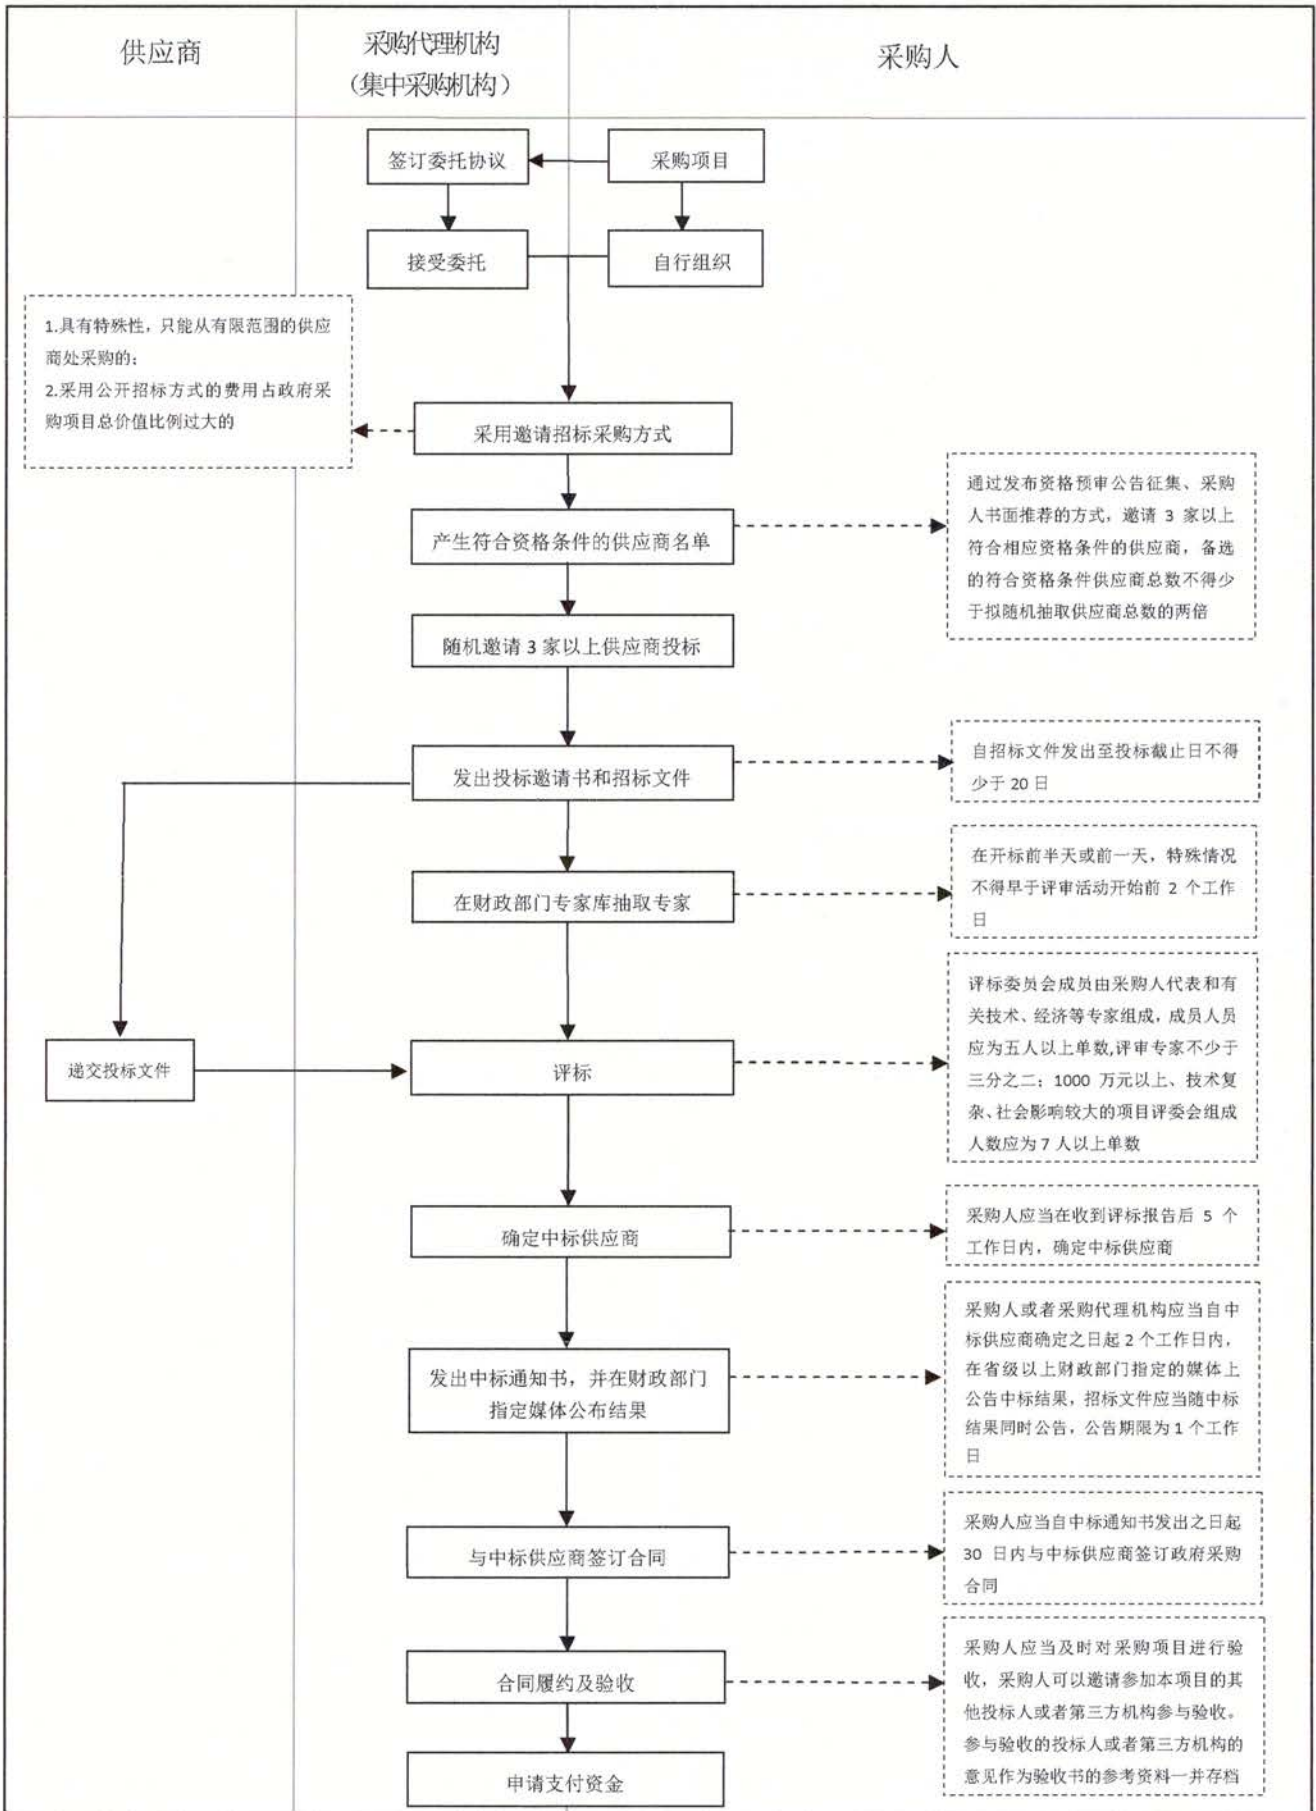 供应商
采购代理机构
（集中采购机构）
采购人
签订委托协议
采购项目
接受委托
自行组织
1.具有特殊性，只能从有限范围的供应
商处采购的；
2.采用公开招标方式的费用占政府采
购项目总价值比例过大的
采用邀请招标采购方式
产生符合资格条件的供应商名单
通过发布资格预审公告征集、采购
人书面推荐的方式，邀请 3 家以上
符合相应资格条件的供应商，备选
的符合资格条件供应商总数不得少
于拟随机抽取供应商总数的两倍
随机邀请 3 家以上供应商投标
发出投标邀请书和招标文件
自招标文件发出至投标截止日不得
少于 20 日
在财政部门专家库抽取专家
在开标前半天或前一天，特殊情况
不得早于评审活动开始前 2 个工作
日
递交投标文件
评标
评标委员会成员由采购人代表和有
关技术、经济等专家组成，成员人员
应为五人以上单数,评审专家不少于
三分之二；1000 万元以上、技术复
杂、社会影响较大的项目评委会组成
人数应为 7 人以上单数
确定中标供应商
采购人应当在收到评标报告后 5 个
工作日内，确定中标供应商
发出中标通知书，并在财政部门
指定媒体公布结果
采购人或者采购代理机构应当自中
标供应商确定之日起 2 个工作日内，
在省级以上财政部门指定的媒体上
公告中标结果，招标文件应当随中标
结果同时公告，公告期限为 1 个工作
日
与中标供应商签订合同
采购人应当自中标通知书发出之日起
30 日内与中标供应商签订政府采购
合同
合同履约及验收
采购人应当及时对采购项目进行验
收，采购人可以邀请参加本项目的其
他投标人或者第三方机构参与验收。
参与验收的投标人或者第三方机构的
意见作为验收书的参考资料一并存档
申请支付资金